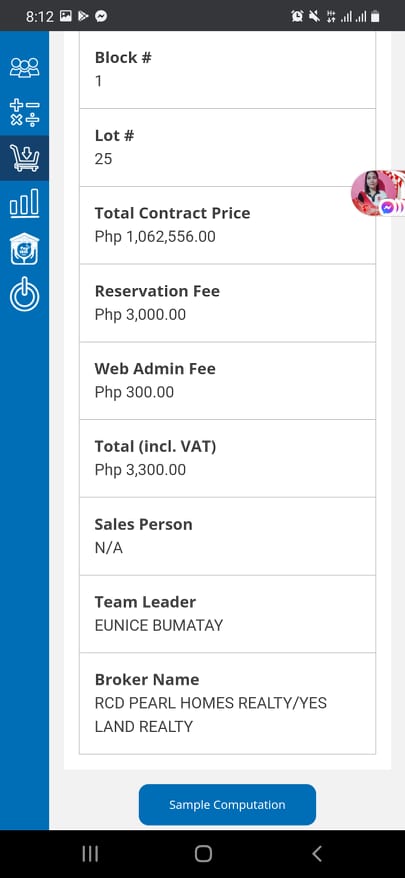 8:12
Block #
1
Lot #
25
Total Contract Price
Php 1,062,556.00
Reservation Fee
Php 3,000.00
Web Admin Fee
Php 300.00
Total (incl. VAT)
Php 3,300.00
Sales Person
N/A
Team Leader
EUNICE BUMATAY
Broker Name
RCD PEARL HOMES REALTY/YES
LAND REALTY
Sample Computation